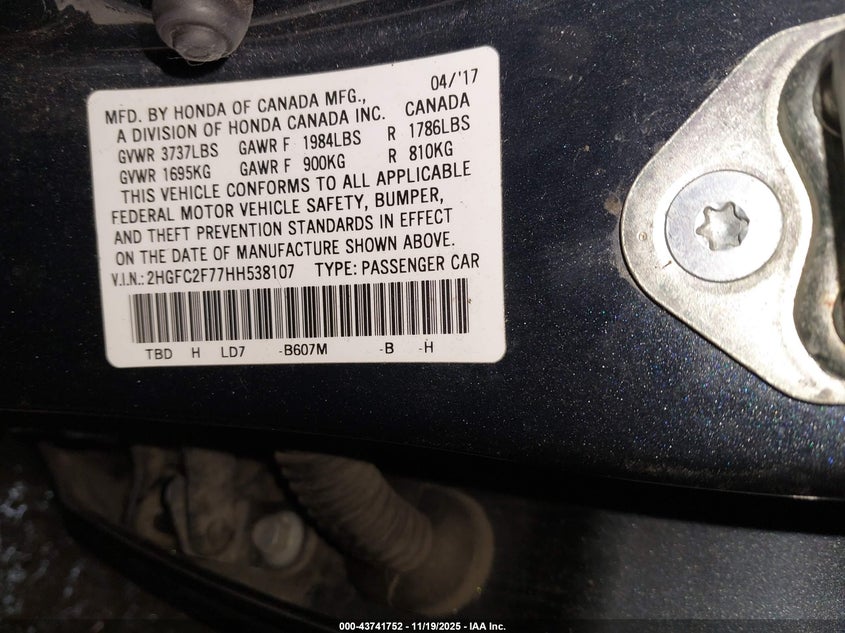 04/'17
MFD. BY HONDA OF CANADA MFG.,
A DIVISION OF HONDA CANADA INC. CANADA
GVWR 3737LBS GAWR F 1984LBS R 1786LBS
GVWR 1695KG GAWR F 900KG R 810KG
THIS VEHICLE CONFORMS TO ALL APPLICABLE
FEDERAL MOTOR VEHICLE SAFETY, BUMPER,
AND THEFT PREVENTION STANDARDS IN EFFECT
ON THE DATE OF MANUFACTURE SHOWN ABOVE.
V.I.N.: 2HGFC2F77HH538107 TYPE: PASSENGER CAR
TBD H LD7 -B607M -B -H
000-43741752 - 11/19/2025 - IAA Inc.